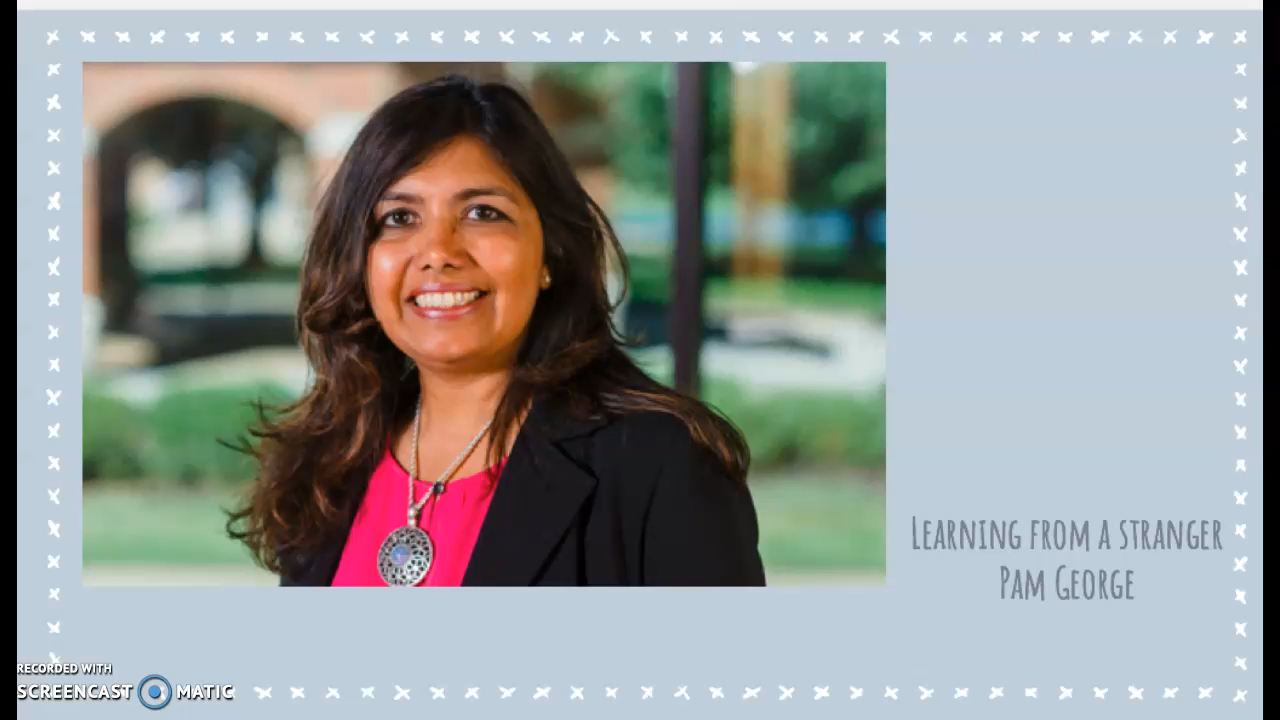 Learning from a stranger
Pam George
RECORDED WITH
SCREENCAST MATIC